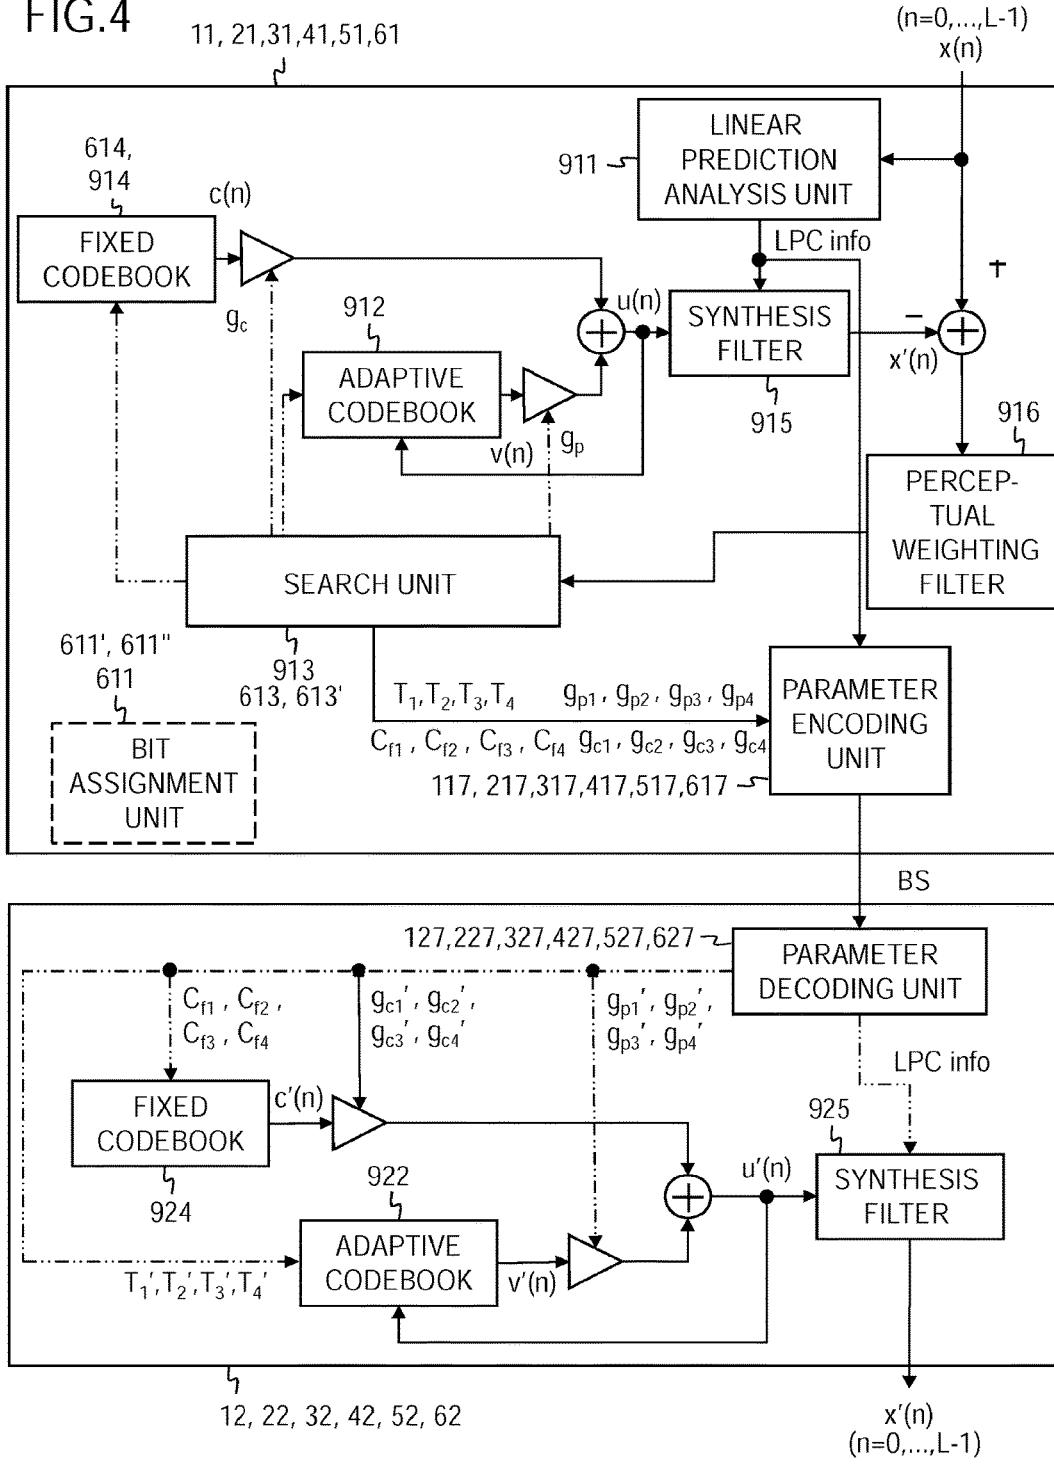 FIG.4
11, 21,31,41,51,61
(n=0,...,L-1)
x(n)
614,
914
c(n)
911
LINEAR
PREDICTION
ANALYSIS UNIT
LPC info
FIXED
CODEBOOK
g_c
912
u(n)
SYNTHESIS
FILTER
+
−
x'(n)
ADAPTIVE
CODEBOOK
v(n)
g_p
915
916
PERCEP-
TUAL
WEIGHTING
FILTER
SEARCH UNIT
611', 611"
611
913
613, 613'
BIT
ASSIGNMENT
UNIT
T_1,T_2,T_3,T_4 g_p1, g_p2, g_p3, g_p4
C_f1, C_f2, C_f3, C_f4 g_c1, g_c2, g_c3, g_c4
117, 217,317,417,517,617
PARAMETER
ENCODING
UNIT
BS
127,227,327,427,527,627
PARAMETER
DECODING UNIT
C_f1, C_f2,
C_f3, C_f4
g_c1', g_c2',
g_c3', g_c4'
g_p1', g_p2',
g_p3', g_p4'
LPC info
FIXED
CODEBOOK
c'(n)
924
922
925
u'(n)
SYNTHESIS
FILTER
ADAPTIVE
CODEBOOK
v'(n)
T_1',T_2',T_3',T_4'
12, 22, 32, 42, 52, 62
x'(n)
(n=0,...,L-1)